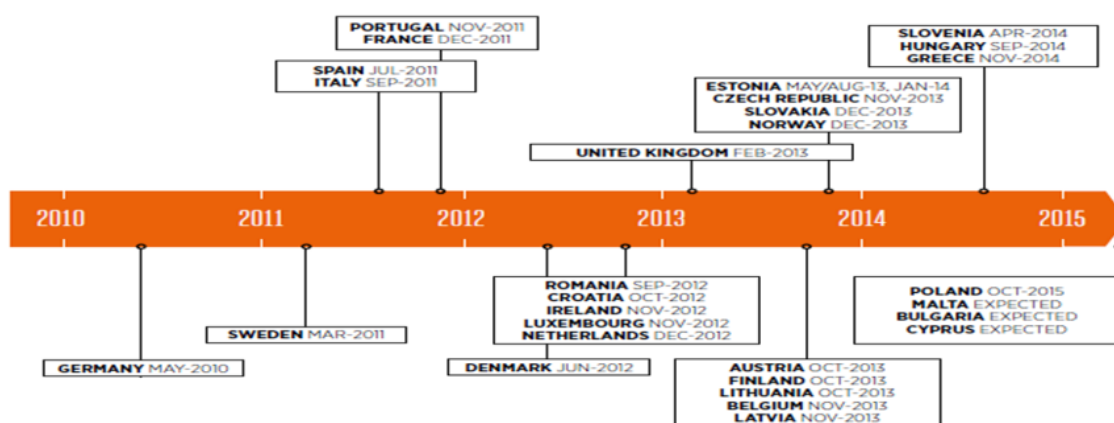 PORTUGAL NOV-2011
FRANCE DEC-2011
SPAIN JUL-2011
ITALY SEP-2011
SLOVENIA APR-2014
HUNGARY SEP-2014
GREECE NOV-2014
ESTONIA MAY/AUG-13, JAN-14
CZECH REPUBLIC NOV-2013
SLOVAKIA DEC-2013
NORWAY DEC-2013
UNITED KINGDOM FEB-2013
2010 2011 2012 2013 2014 2015
ROMANIA SEP-2012
CROATIA OCT-2012
IRELAND NOV-2012
LUXEMBOURG NOV-2012
NETHERLANDS DEC-2012
POLAND OCT-2015
MALTA EXPECTED
BULGARIA EXPECTED
CYPRUS EXPECTED
SWEDEN MAR-2011
GERMANY MAY-2010
DENMARK JUN-2012
AUSTRIA OCT-2013
FINLAND OCT-2013
LITHUANIA OCT-2013
BELGIUM NOV-2013
LATVIA NOV-2013